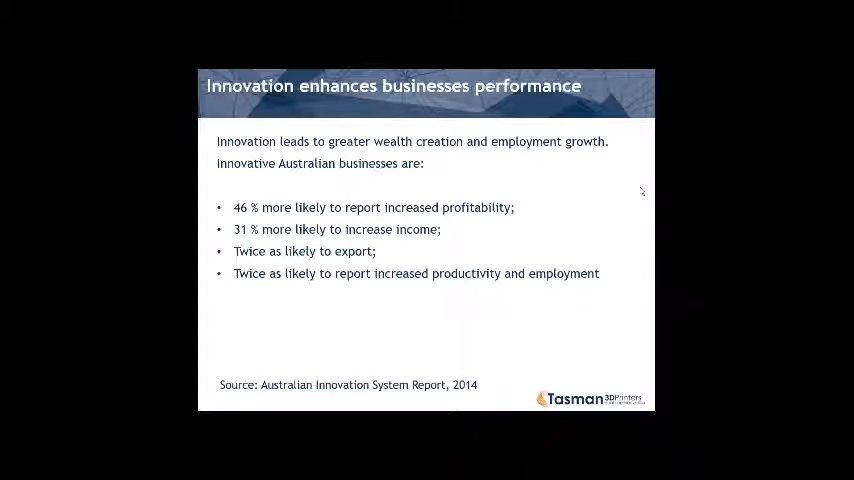 Innovation enhances businesses performance
Innovation leads to greater wealth creation and employment growth.
Innovative Australian businesses are:
• 46 % more likely to report increased profitability;
• 31 % more likely to increase income;
• Twice as likely to export;
• Twice as likely to report increased productivity and employment
Source: Australian Innovation System Report, 2014
Tasman 3DPrinters